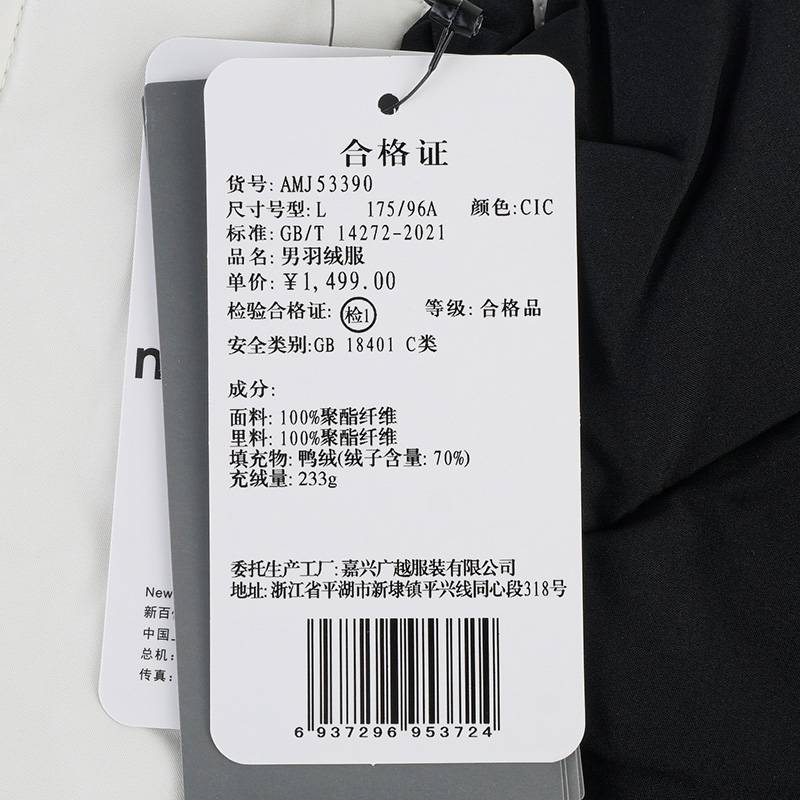 合格证
货号: AMJ53390
尺寸号型: L 175/96A 颜色: CIC
标准: GB/T 14272-2021
品名: 男羽绒服
单价: ¥1,499.00
检验合格证: 检1 等级: 合格品
安全类别: GB 18401 C类
成分:
面料: 100%聚酯纤维
里料: 100%聚酯纤维
填充物: 鸭绒(绒子含量: 70%)
充绒量: 233g
委托生产工厂: 嘉兴广越服装有限公司
地址: 浙江省平湖市新埭镇平兴线同心段318号
6 937296 953724
n
New
新百
中国
总机:
传真: